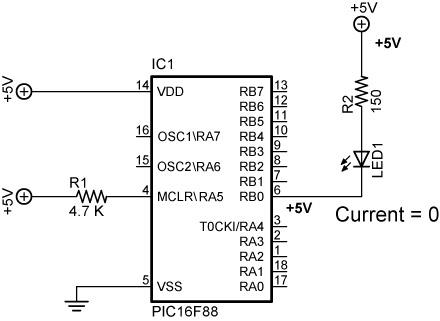 +5V
+5V
IC1
+5V
14 VDD RB7 13
RB6 12
RB5 11
16 OSC1\RA7 RB4 10
RB3 9
15 OSC2\RA6 RB2 8
RB1 7
R2
150
LED1
+5V
R1
4.7 K
4 MCLR\RA5 RB0 6
+5V
Current = 0
T0CKI/RA4 3
RA3 2
RA2 1
RA1 18
5 VSS RA0 17
PIC16F88